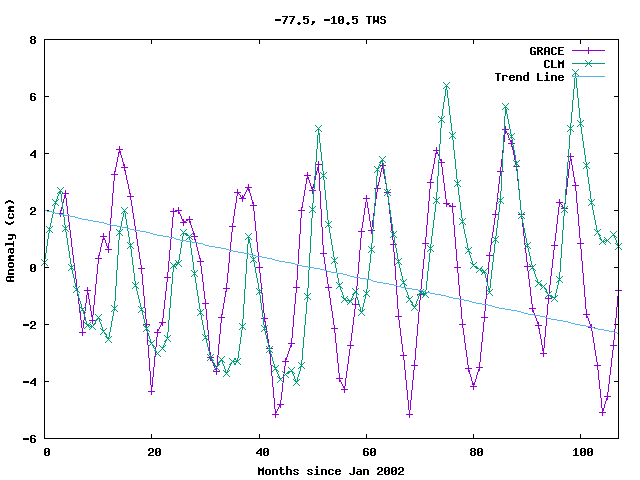 -77.5, -10.5 TWS
GRACE
CLM
Trend Line
Anomaly (cm)
8
6
4
2
0
-2
-4
-6
0 20 40 60 80 100
Months since Jan 2002